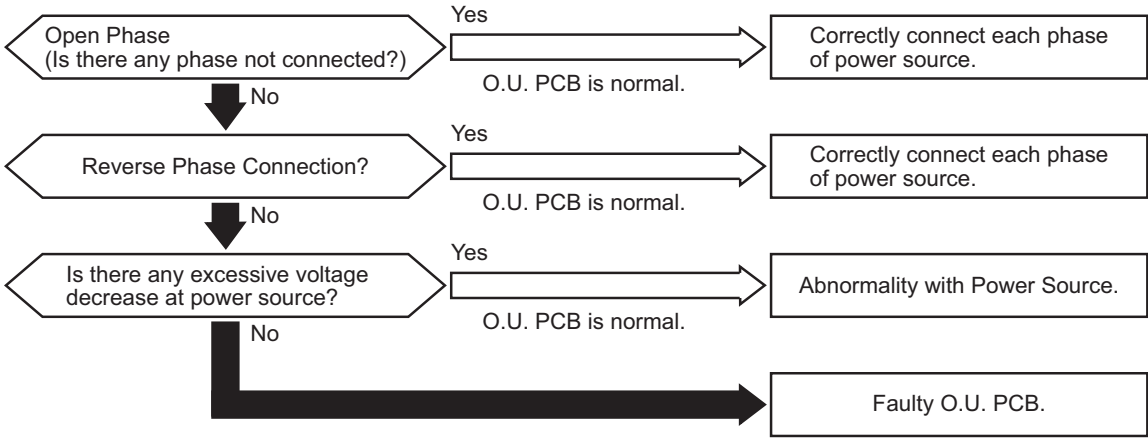 Open Phase
(Is there any phase not connected?)
Yes
O.U. PCB is normal.
Correctly connect each phase
of power source.
No
Reverse Phase Connection?
Yes
O.U. PCB is normal.
Correctly connect each phase
of power source.
No
Is there any excessive voltage
decrease at power source?
Yes
O.U. PCB is normal.
Abnormality with Power Source.
No
Faulty O.U. PCB.